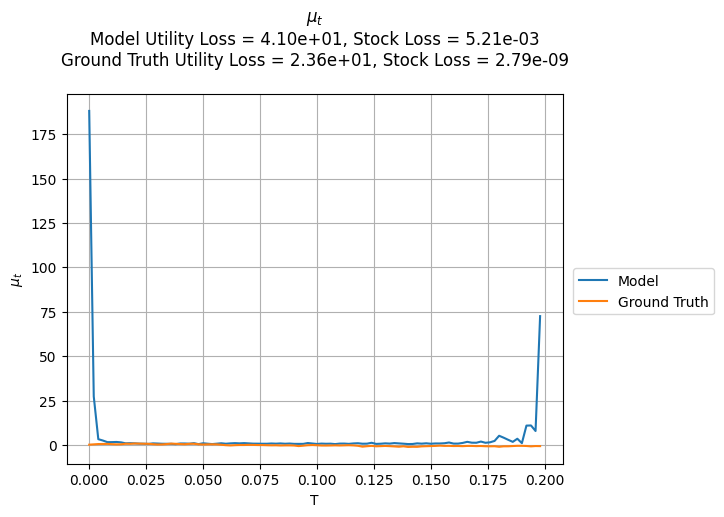 μt
Model Utility Loss = 4.10e+01, Stock Loss = 5.21e-03
Ground Truth Utility Loss = 2.36e+01, Stock Loss = 2.79e-09
175
150
125
100
75
50
25
0
μt
0.000 0.025 0.050 0.075 0.100 0.125 0.150 0.175 0.200
T
Model
Ground Truth